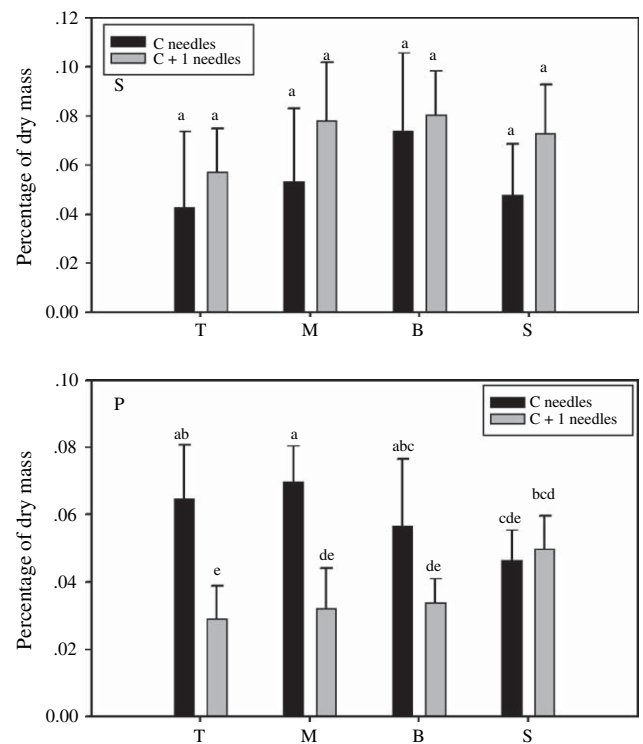 .12
C needles
C + 1 needles
.10
S
a
a
a
a
a
a
a
a
.08
.06
.04
.02
0.00
Percentage of dry mass
T
M
B
S
.10
P
C needles
C + 1 needles
ab
a
abc
.08
bcd
cde
.06
e
de
de
.04
.02
0.00
Percentage of dry mass
T
M
B
S